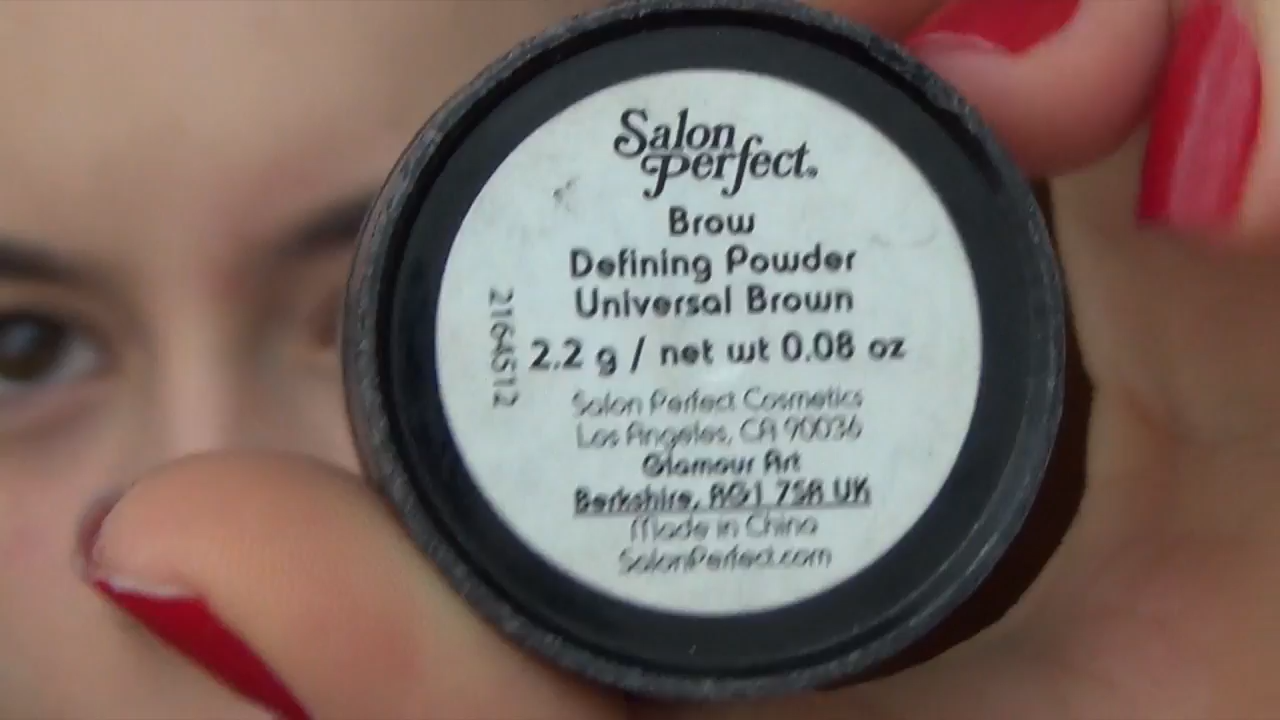 Salon
perfect®
Brow
Defining Powder
Universal Brown
2.2 g / net wt 0.08 oz
2164512
Salon Perfect Cosmetics
Los Angeles, CA 90036
Glamour Art
Berkshire, RG1 7SR UK
Made in China
SalonPerfect.com